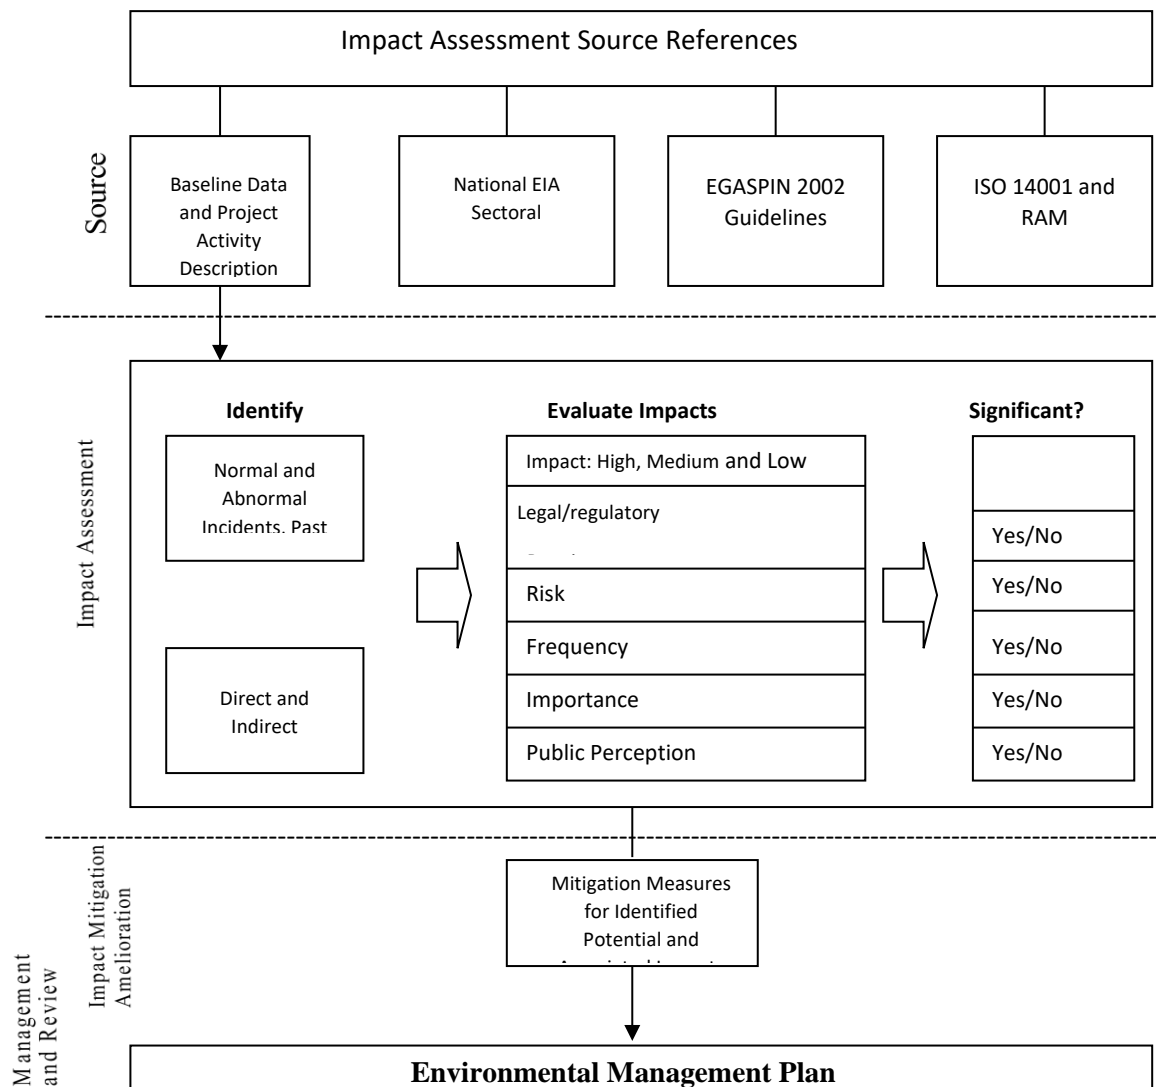 Impact Assessment Source References
Source
Baseline Data
and Project
Activity
Description
National EIA
Sectoral
EGASPIN 2002
Guidelines
ISO 14001 and
RAM
Impact Assessment
Identify
Normal and
Abnormal
Incidents, Past
Direct and
Indirect
Evaluate Impacts
Impact: High, Medium and Low
Legal/regulatory
Risk
Frequency
Importance
Public Perception
Significant?
Yes/No
Yes/No
Yes/No
Yes/No
Yes/No
Impact Mitigation
Amelioration
Mitigation Measures
for Identified
Potential and
Management
and Review
Environmental Management Plan